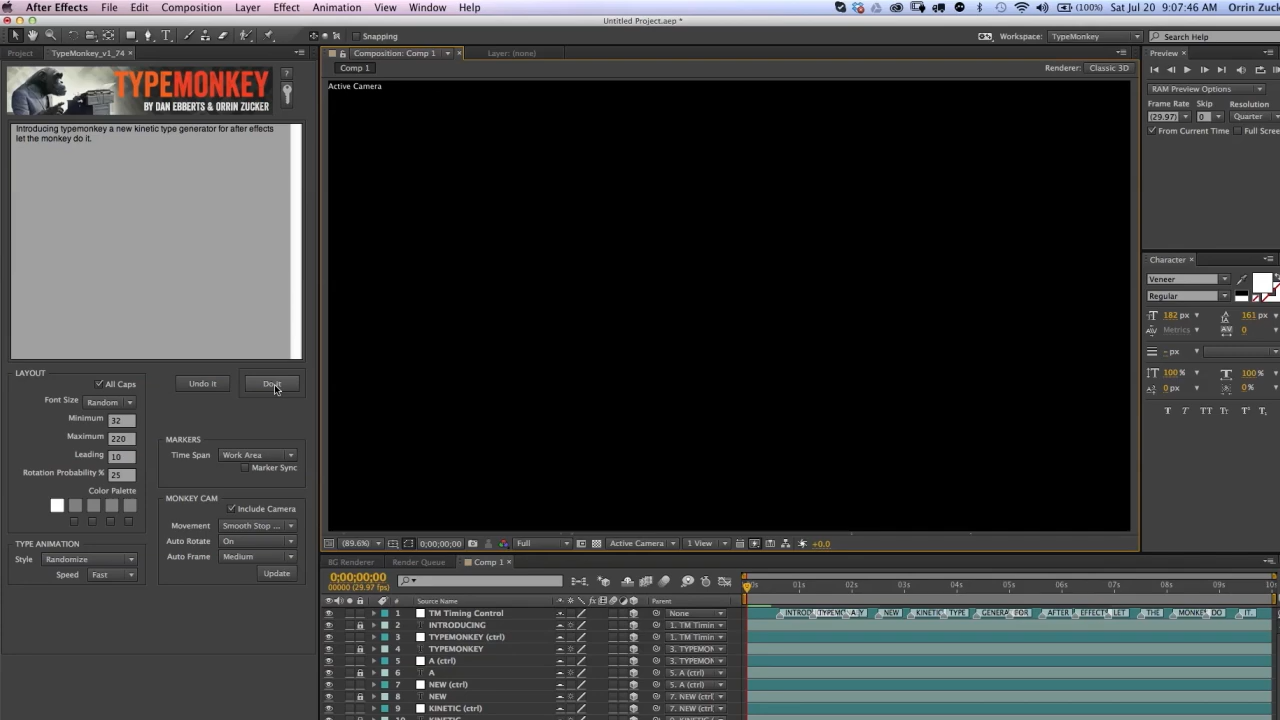 After Effects File Edit Composition Layer Effect Animation View Window Help
(100%) Sat Jul 20 9:07:46 AM Orrin Zuck
Untitled Project.aep *
Snapping
Workspace: TypeMonkey
Search Help
Project TypeMonkey_v1_74
Composition: Comp 1
Layer: (none)
Preview
Comp 1
Renderer: Classic 3D
TYPEMONKEY
BY DAN EBBERTS & ORRIN ZUCKER
?
Active Camera
RAM Preview Options
Frame Rate Skip Resolution
(29.97) 0 Quarter
From Current Time Full Scree
Introducing typemonkey a new kinetic type generator for after effects
let the monkey do it.
Character
Veneer
Regular
182 px 161 px
Metrics 0
- px
100% 100%
0 px 0%
LAYOUT
All Caps
Undo it
Do it
Font Size Random
Minimum 32
Maximum 220
Leading 10
Rotation Probability % 25
Color Palette
MARKERS
Time Span Work Area
Marker Sync
MONKEY CAM
Include Camera
Movement Smooth Stop ...
Auto Rotate On
Auto Frame Medium
Update
TYPE ANIMATION
Style Randomize
Speed Fast
(89.6%) 0;00;00;00 Full Active Camera 1 View +0.0
BG Renderer Render Queue Comp 1
0;00;00;00
00000 (29.97 fps)
01s 02s 03s 04s 05s 06s 07s 08s 09s 10s
# Source Name Parent
1 TM Timing Control None
NEW KINETIC TYPE GENERA FOR AFTER EFFECT LET THE MONKE DO IT.
2 INTRODUCING 1. TM Timin
3 TYPEMONKEY (ctrl) 1. TM Timin
4 TYPEMONKEY 3. TYPEMON
5 A (ctrl) 3. TYPEMON
6 A 5. A (ctrl)
7 NEW (ctrl) 5. A (ctrl)
8 NEW 7. NEW (ctrl
9 KINETIC (ctrl) 7. NEW (ctrl